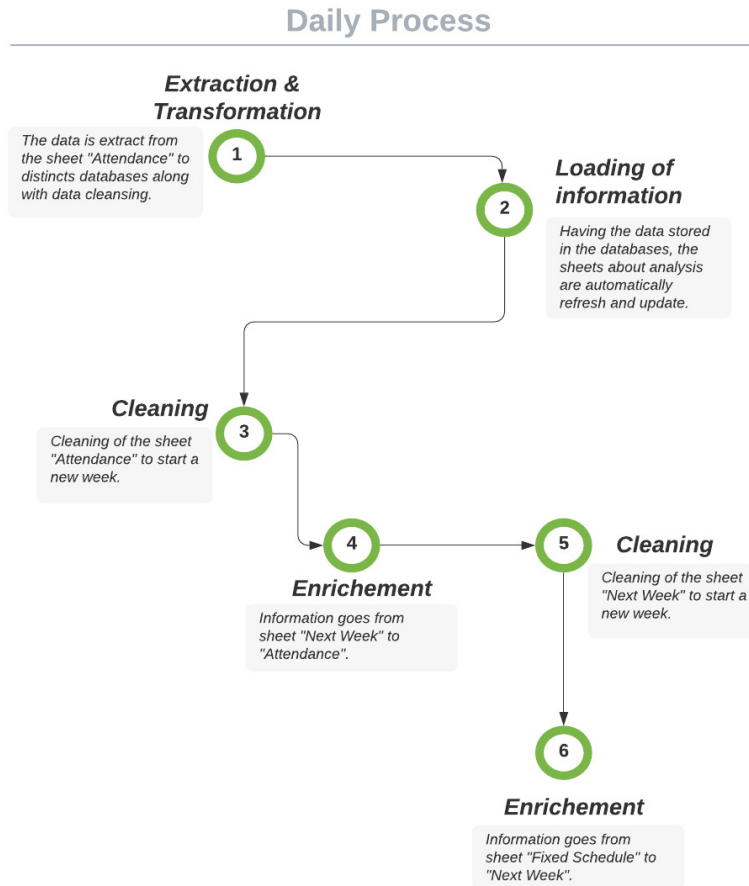 Daily Process
Extraction &
Transformation
The data is extract from
the sheet "Attendance" to
distincts databases along
with data cleansing.
1
2
Loading of
information
Having the data stored
in the databases, the
sheets about analysis
are automatically
refresh and update.
Cleaning
Cleaning of the sheet
"Attendance" to start a
new week.
3
4
Enrichement
Information goes from
sheet "Next Week" to
"Attendance".
5
Cleaning
Cleaning of the sheet
"Next Week" to start a
new week.
6
Enrichement
Information goes from
sheet "Fixed Schedule" to
"Next Week".